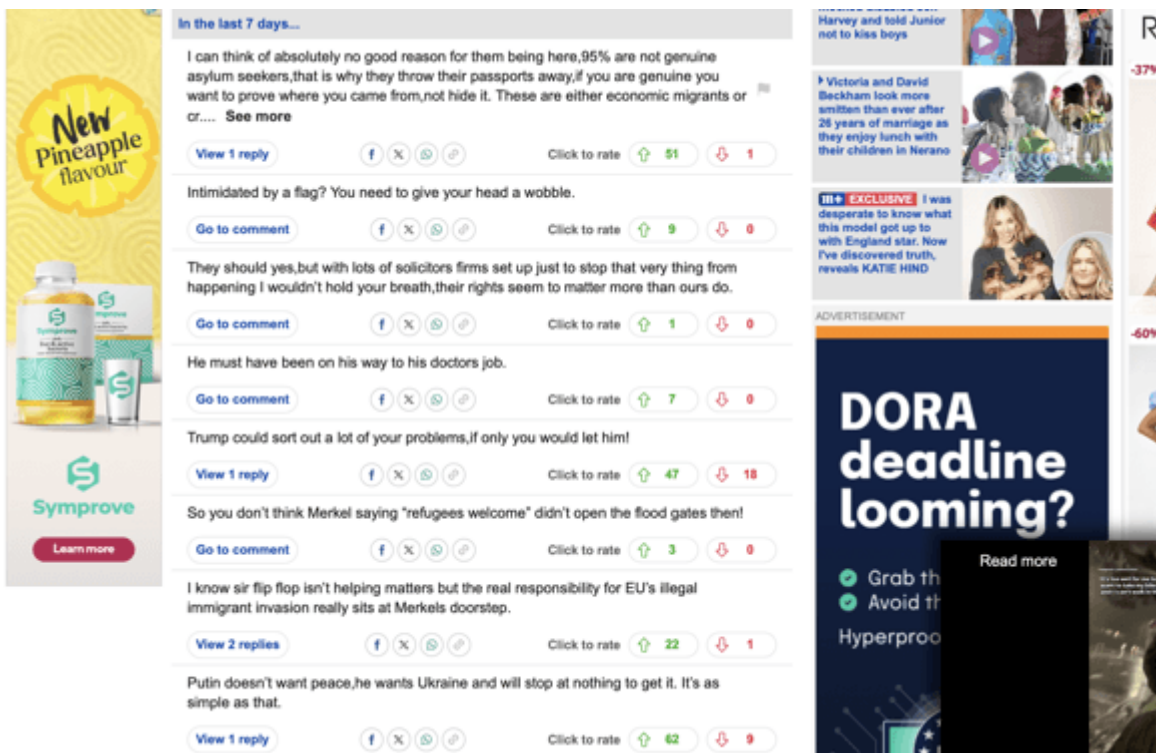 In the last 7 days...
I can think of absolutely no good reason for them being here,95% are not genuine
asylum seekers,that is why they throw their passports away,if you are genuine you
want to prove where you came from,not hide it. These are either economic migrants or
cr.... See more
View 1 reply
Click to rate 51 1
Intimidated by a flag? You need to give your head a wobble.
Go to comment
Click to rate 9 0
They should yes,but with lots of solicitors firms set up just to stop that very thing from
happening I wouldn't hold your breath,their rights seem to matter more than ours do.
Go to comment
Click to rate 1 0
He must have been on his way to his doctors job.
Go to comment
Click to rate 7 0
Trump could sort out a lot of your problems,if only you would let him!
View 1 reply
Click to rate 47 18
So you don't think Merkel saying "refugees welcome" didn't open the flood gates then!
Go to comment
Click to rate 3 0
I know sir flip flop isn't helping matters but the real responsibility for EU's illegal
immigrant invasion really sits at Merkels doorstep.
View 2 replies
Click to rate 22 1
Putin doesn't want peace,he wants Ukraine and will stop at nothing to get it. It's as
simple as that.
View 1 reply
Click to rate 62 9
New
Pineapple
flavour
Symprove
Symprove
Learn more
Harvey and told Junior
not to kiss boys
Victoria and David
Beckham look more
smitten than ever after
26 years of marriage as
they enjoy lunch with
their children in Nerano
EXCLUSIVE I was
desperate to know what
this model got up to
with England star. Now
I've discovered truth,
reveals KATIE HIND
ADVERTISEMENT
DORA
deadline
looming?
Grab th
Avoid th
Hyperproo
Read more
R
-37%
-60%